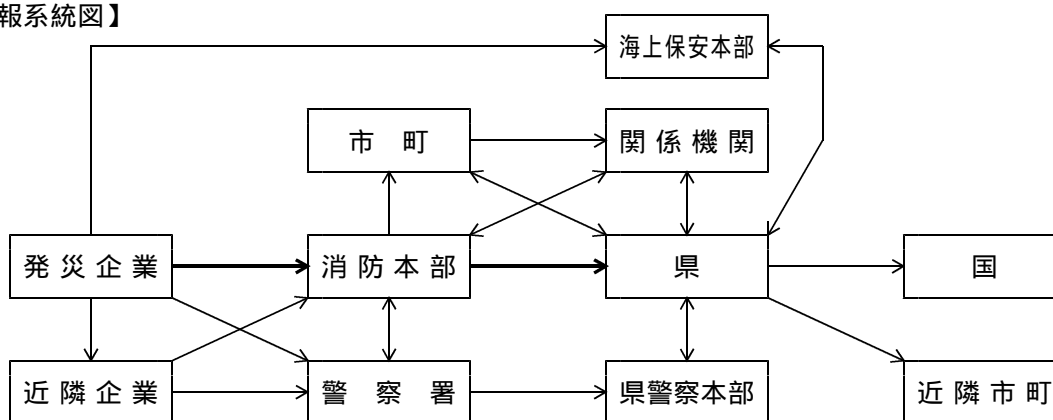 報系統図】
海上保安本部
市　町
関 係 機 関
発 災 企 業
消 防 本 部
県
国
近 隣 企 業
警　察　署
県警察本部
近 隣 市 町